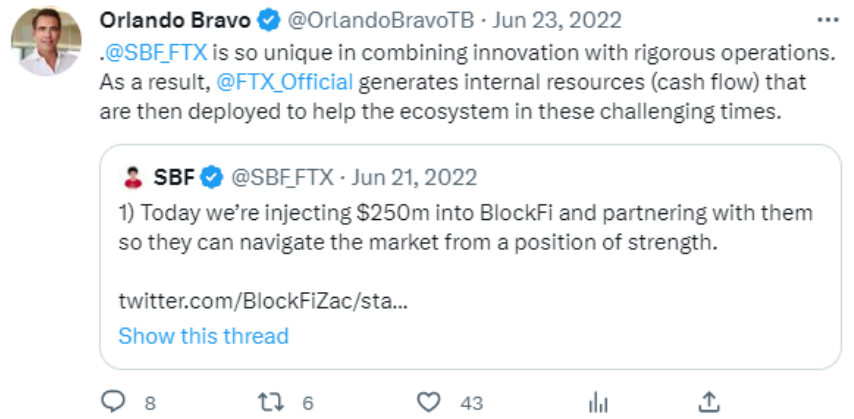 Orlando Bravo @OrlandoBravoTB · Jun 23, 2022
.@SBF_FTX is so unique in combining innovation with rigorous operations.
As a result, @FTX_Official generates internal resources (cash flow) that
are then deployed to help the ecosystem in these challenging times.
SBF @SBF_FTX · Jun 21, 2022
1) Today we’re injecting $250m into BlockFi and partnering with them
so they can navigate the market from a position of strength.
twitter.com/BlockFiZac/sta...
Show this thread
8 6 43